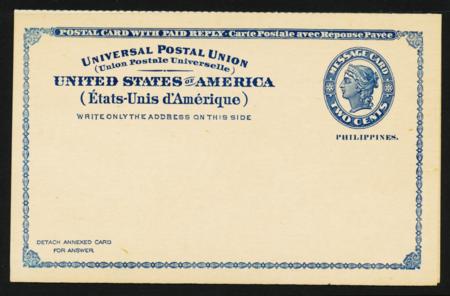 POSTAL CARD WITH PAID REPLY.-Carte Postale avec Réponse Payée
UNIVERSAL POSTAL UNION
(Union Postale Universelle)
UNITED STATES OF AMERICA
(États-Unis d'Amérique)
WRITE ONLY THE ADDRESS ON THIS SIDE
MESSAGE CARD
TWO CENTS
PHILIPPINES.
DETACH ANNEXED CARD
FOR ANSWER.